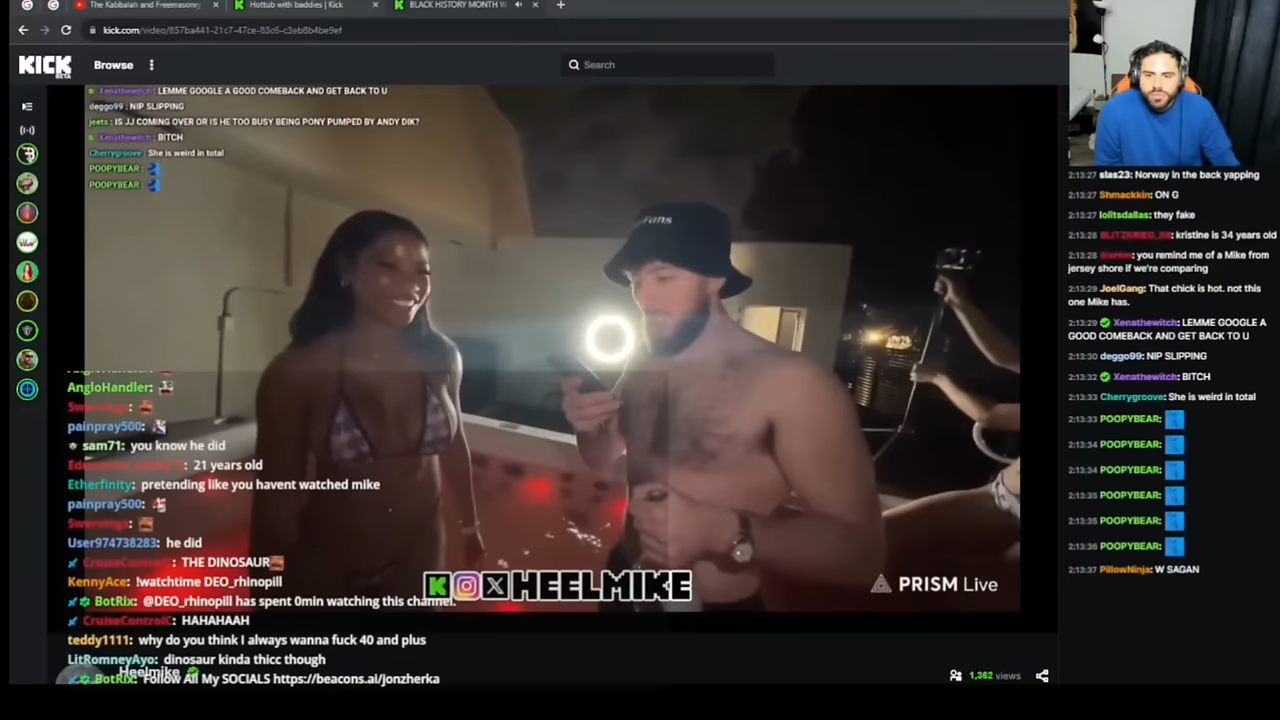 The Kabbalah and Freemasonry
Hottub with baddies | Kick
BLACK HISTORY MONTH
kick.com/video/857ba441-21c7-47ce-83c6-c3eb8b4be9ef
KICK
BETA
Browse
Search
Xenathewitch: LEMME GOOGLE A GOOD COMEBACK AND GET BACK TO U
deggo99: NIP SLIPPING
jeets: IS JJ COMING OVER OR IS HE TOO BUSY BEING PONY PUMPED BY ANDY DIK?
Xenathewitch: BITCH
Cherrygroove: She is weird in total
POOPYBEAR:
POOPYBEAR:
Fans
AngloHandler:
Swervings:
painpray500:
sam71: you know he did
21 years old
Etherfinity: pretending like you havent watched mike
painpray500:
Swervings:
User974738283: he did
CruiseControlC: THE DINOSAUR
KennyAce: !watchtime DEO_rhinopill
BotRix: @DEO_rhinopill has spent 0min watching this channel.
CruiseControlC: HAHAHAAH
teddy1111: why do you think I always wanna fuck 40 and plus
LitRomneyAyo: dinosaur kinda thicc though
BotRix: Follow All My SOCIALS https://beacons.ai/jonzherka
Heelmike
K X HEELMIKE
PRISM Live
1,362 views
2:13:27 slas23: Norway in the back yapping
2:13:27 Shmackkin: ON G
2:13:27 lolitsdallas: they fake
2:13:28 kristine is 34 years old
2:13:28 you remind me of a Mike from
jersey shore if we're comparing
2:13:29 JoelGang: That chick is hot. not this
one Mike has.
2:13:29 Xenathewitch: LEMME GOOGLE A
GOOD COMEBACK AND GET BACK TO U
2:13:30 deggo99: NIP SLIPPING
2:13:32 Xenathewitch: BITCH
2:13:33 Cherrygroove: She is weird in total
2:13:33 POOPYBEAR:
2:13:34 POOPYBEAR:
2:13:34 POOPYBEAR:
2:13:35 POOPYBEAR:
2:13:35 POOPYBEAR:
2:13:36 POOPYBEAR:
2:13:37 PillowNinja: W SAGAN